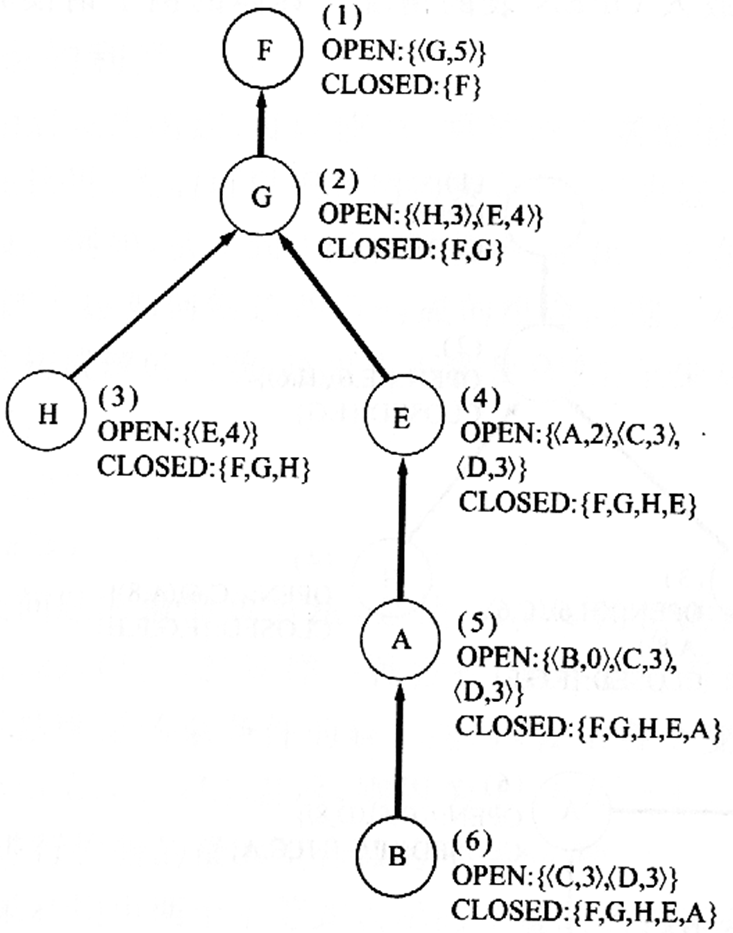 (1)
F
OPEN:{⟨G,5⟩}
CLOSED:{F}
(2)
G
OPEN:{⟨H,3⟩,⟨E,4⟩}
CLOSED:{F,G}
H
(3)
OPEN:{⟨E,4⟩}
CLOSED:{F,G,H}
E
(4)
OPEN:{⟨A,2⟩,⟨C,3⟩,
⟨D,3⟩}
CLOSED:{F,G,H,E}
A
(5)
OPEN:{⟨B,0⟩,⟨C,3⟩,
⟨D,3⟩}
CLOSED:{F,G,H,E,A}
B
(6)
OPEN:{⟨C,3⟩,⟨D,3⟩}
CLOSED:{F,G,H,E,A}